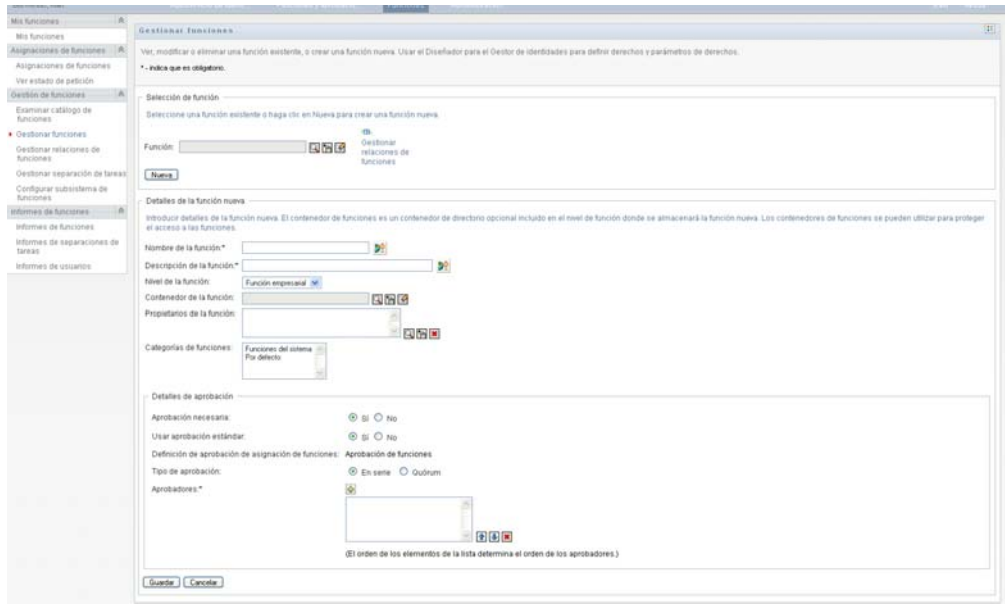 Mis funciones
Mis funciones
Asignaciones de funciones
Asignaciones de funciones
Ver estado de petición
Gestión de funciones
Examinar catálogo de
funciones
Gestionar funciones
Gestionar relaciones de
funciones
Gestionar separación de tareas
Configurar subsistema de
funciones
Informes de funciones
Informes de funciones
Informes de separaciones de
tareas
Informes de usuarios
Gestionar funciones
Ver, modificar o eliminar una función existente, o crear una función nueva. Usar el Diseñador para el Gestor de identidades para definir derechos y parámetros de derechos.
* - indica que es obligatorio.
Selección de función
Seleccione una función existente o haga clic en Nueva para crear una función nueva.
Función:
Gestionar
relaciones de
funciones
Nueva
Detalles de la función nueva
Introducir detalles de la función nueva. El contenedor de funciones es un contenedor de directorio opcional incluido en el nivel de función donde se almacenará la función nueva. Los contenedores de funciones se pueden utilizar para proteger
el acceso a las funciones.
Nombre de la función:*
Descripción de la función:*
Nivel de la función: Función empresarial
Contenedor de la función:
Propietarios de la función:
Categorías de funciones: Funciones del sistema
Por defecto
Detalles de aprobación
Aprobación necesaria: Sí No
Usar aprobación estándar: Sí No
Definición de aprobación de asignación de funciones: Aprobación de funciones
Tipo de aprobación: En serie Quórum
Aprobadores:*
(El orden de los elementos de la lista determina el orden de los aprobadores.)
Guardar Cancelar